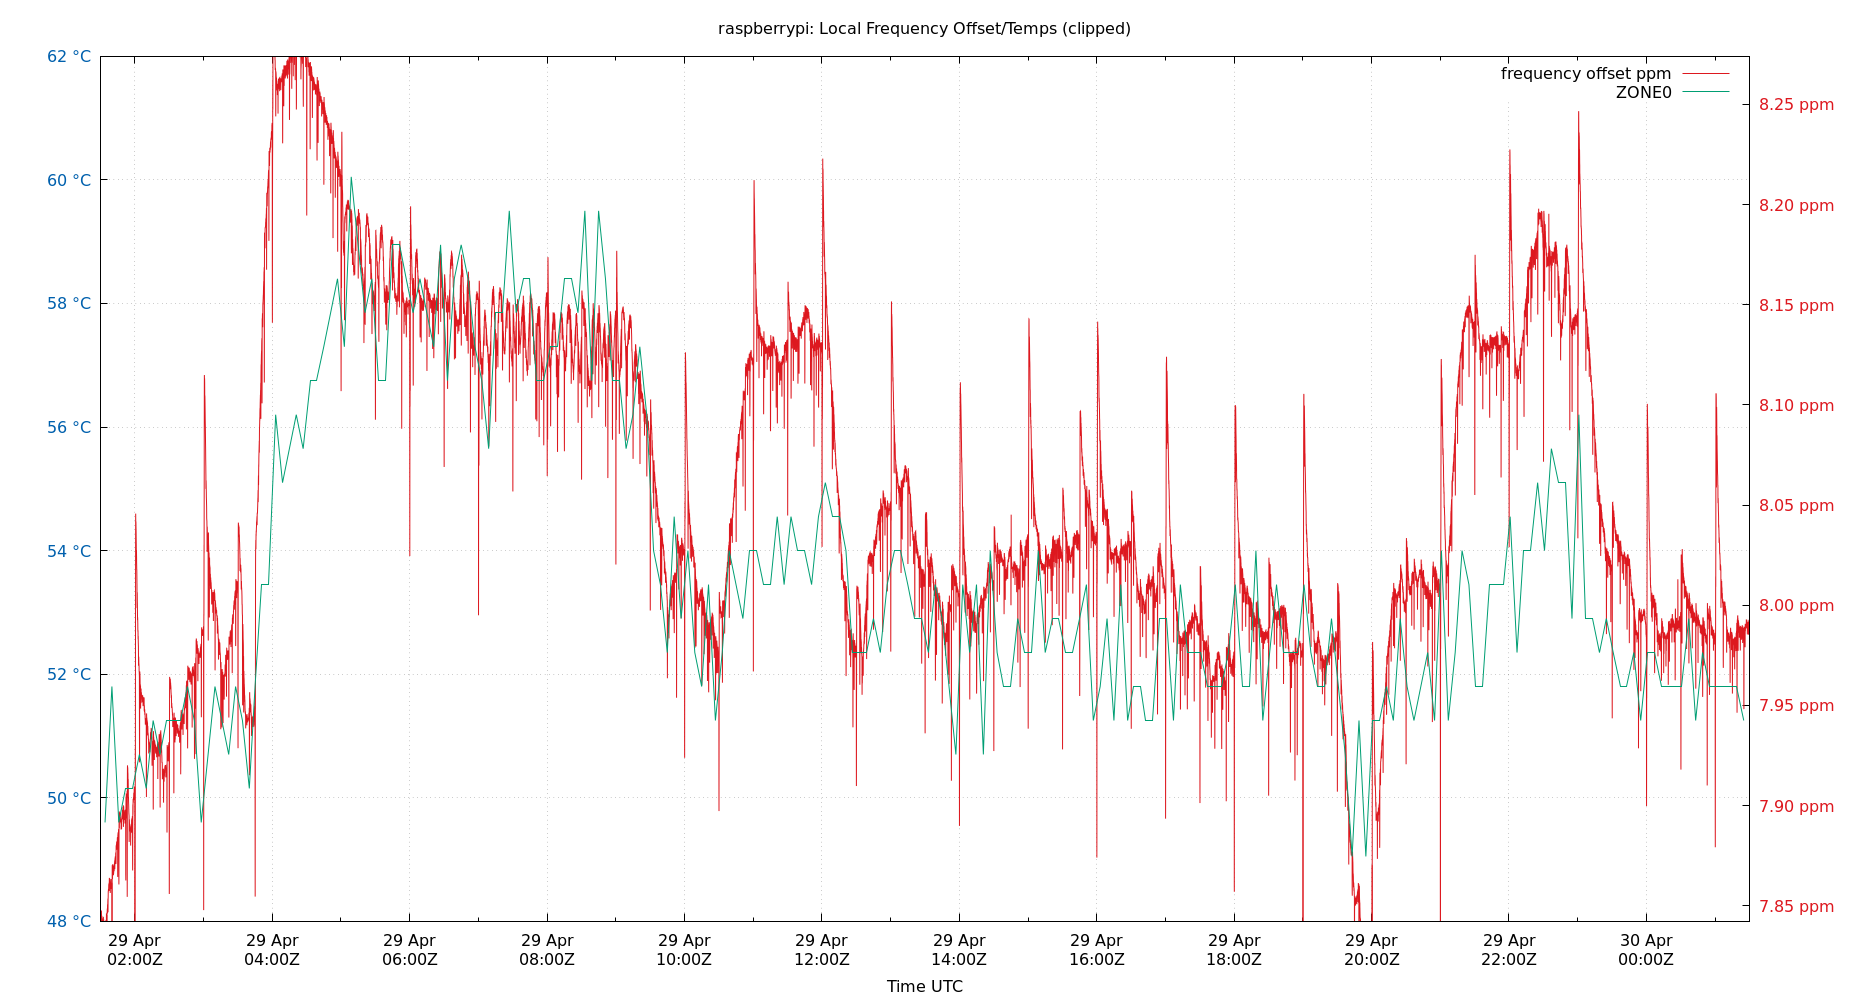 raspberrypi: Local Frequency Offset/Temps (clipped)
62 °C
60 °C
58 °C
56 °C
54 °C
52 °C
50 °C
48 °C
frequency offset ppm
ZONE0
8.25 ppm
8.20 ppm
8.15 ppm
8.10 ppm
8.05 ppm
8.00 ppm
7.95 ppm
7.90 ppm
7.85 ppm
29 Apr 29 Apr 29 Apr 29 Apr 29 Apr 29 Apr 29 Apr 29 Apr 29 Apr 29 Apr 29 Apr 30 Apr
02:00Z 04:00Z 06:00Z 08:00Z 10:00Z 12:00Z 14:00Z 16:00Z 18:00Z 20:00Z 22:00Z 00:00Z
Time UTC